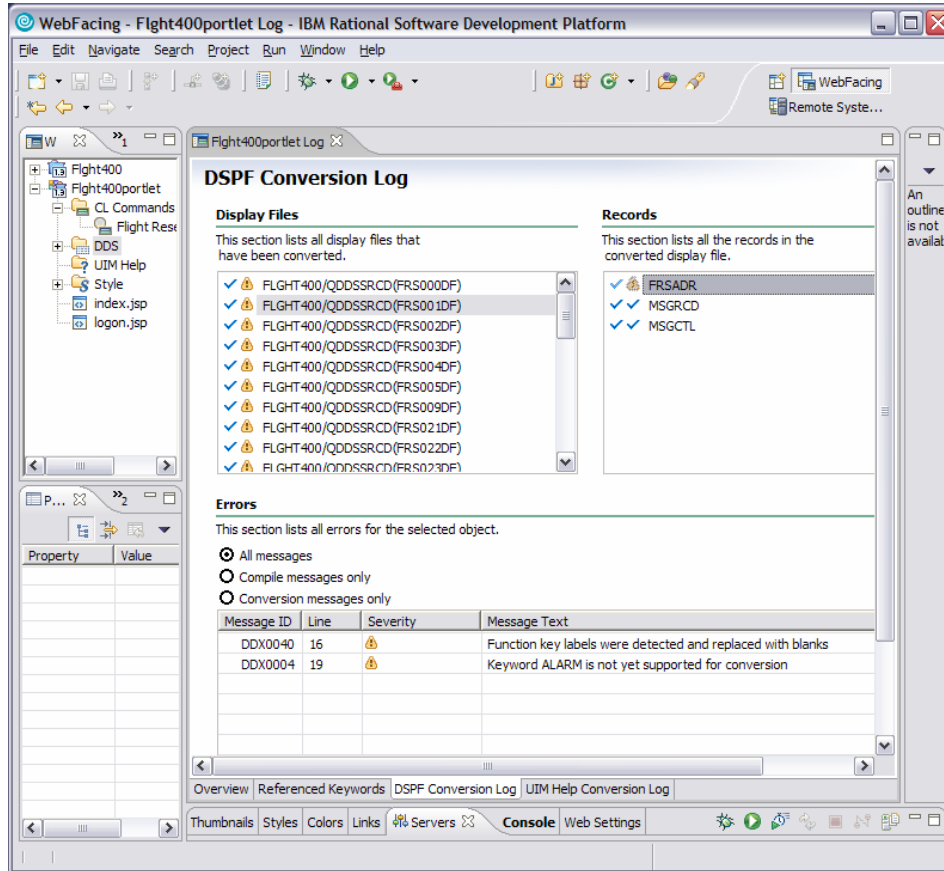 WebFacing - Flght400portlet Log - IBM Rational Software Development Platform
File Edit Navigate Search Project Run Window Help
WebFacing
Remote Syste...
W
»1
Flght400
Flght400portlet
CL Commands
Flight Rese
DDS
UIM Help
Style
index.jsp
logon.jsp
P...
»2
Property Value
Flght400portlet Log
DSPF Conversion Log
Display Files
This section lists all display files that
have been converted.
FLGHT400/QDDSSRCD(FRS000DF)
FLGHT400/QDDSSRCD(FRS001DF)
FLGHT400/QDDSSRCD(FRS002DF)
FLGHT400/QDDSSRCD(FRS003DF)
FLGHT400/QDDSSRCD(FRS004DF)
FLGHT400/QDDSSRCD(FRS005DF)
FLGHT400/QDDSSRCD(FRS009DF)
FLGHT400/QDDSSRCD(FRS021DF)
FLGHT400/QDDSSRCD(FRS022DF)
FLGHT400/QDDSSRCD(FRS023DF)
Records
This section lists all the records in the
converted display file.
FRSADR
MSGRCD
MSGCTL
Errors
This section lists all errors for the selected object.
All messages
Compile messages only
Conversion messages only
Message ID Line Severity Message Text
DDX0040 16 Function key labels were detected and replaced with blanks
DDX0004 19 Keyword ALARM is not yet supported for conversion
Overview Referenced Keywords DSPF Conversion Log UIM Help Conversion Log
Thumbnails Styles Colors Links Servers Console Web Settings
An
outline
is not
availab